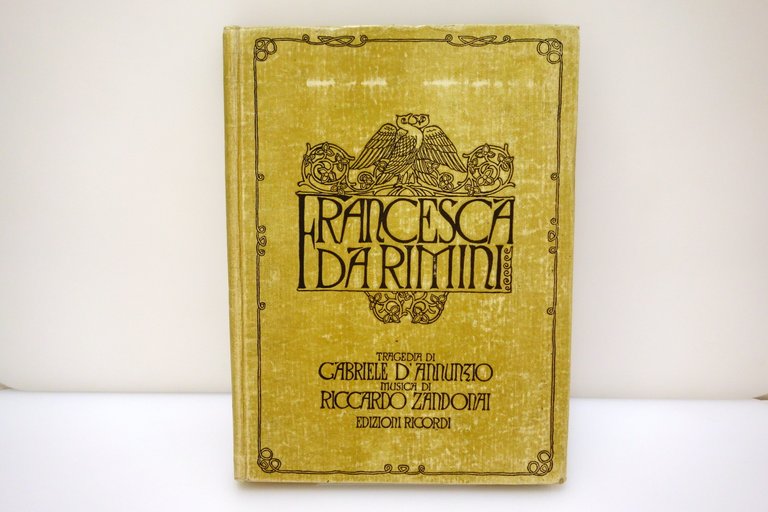 FRANCESCA
DA RIMINI
TRAGEDIA DI
GABRIELE D'ANNUNZIO
MUSICA DI
RICCARDO ZANDONAI
EDIZIONI RICORDI